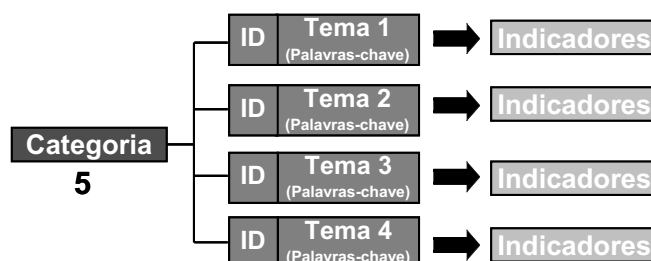 ID Tema 1 Indicadores
(Palavras-chave)
ID Tema 2 Indicadores
(Palavras-chave)
Categoria
5
ID Tema 3 Indicadores
(Palavras-chave)
ID Tema 4 Indicadores
(Palavras-chave)